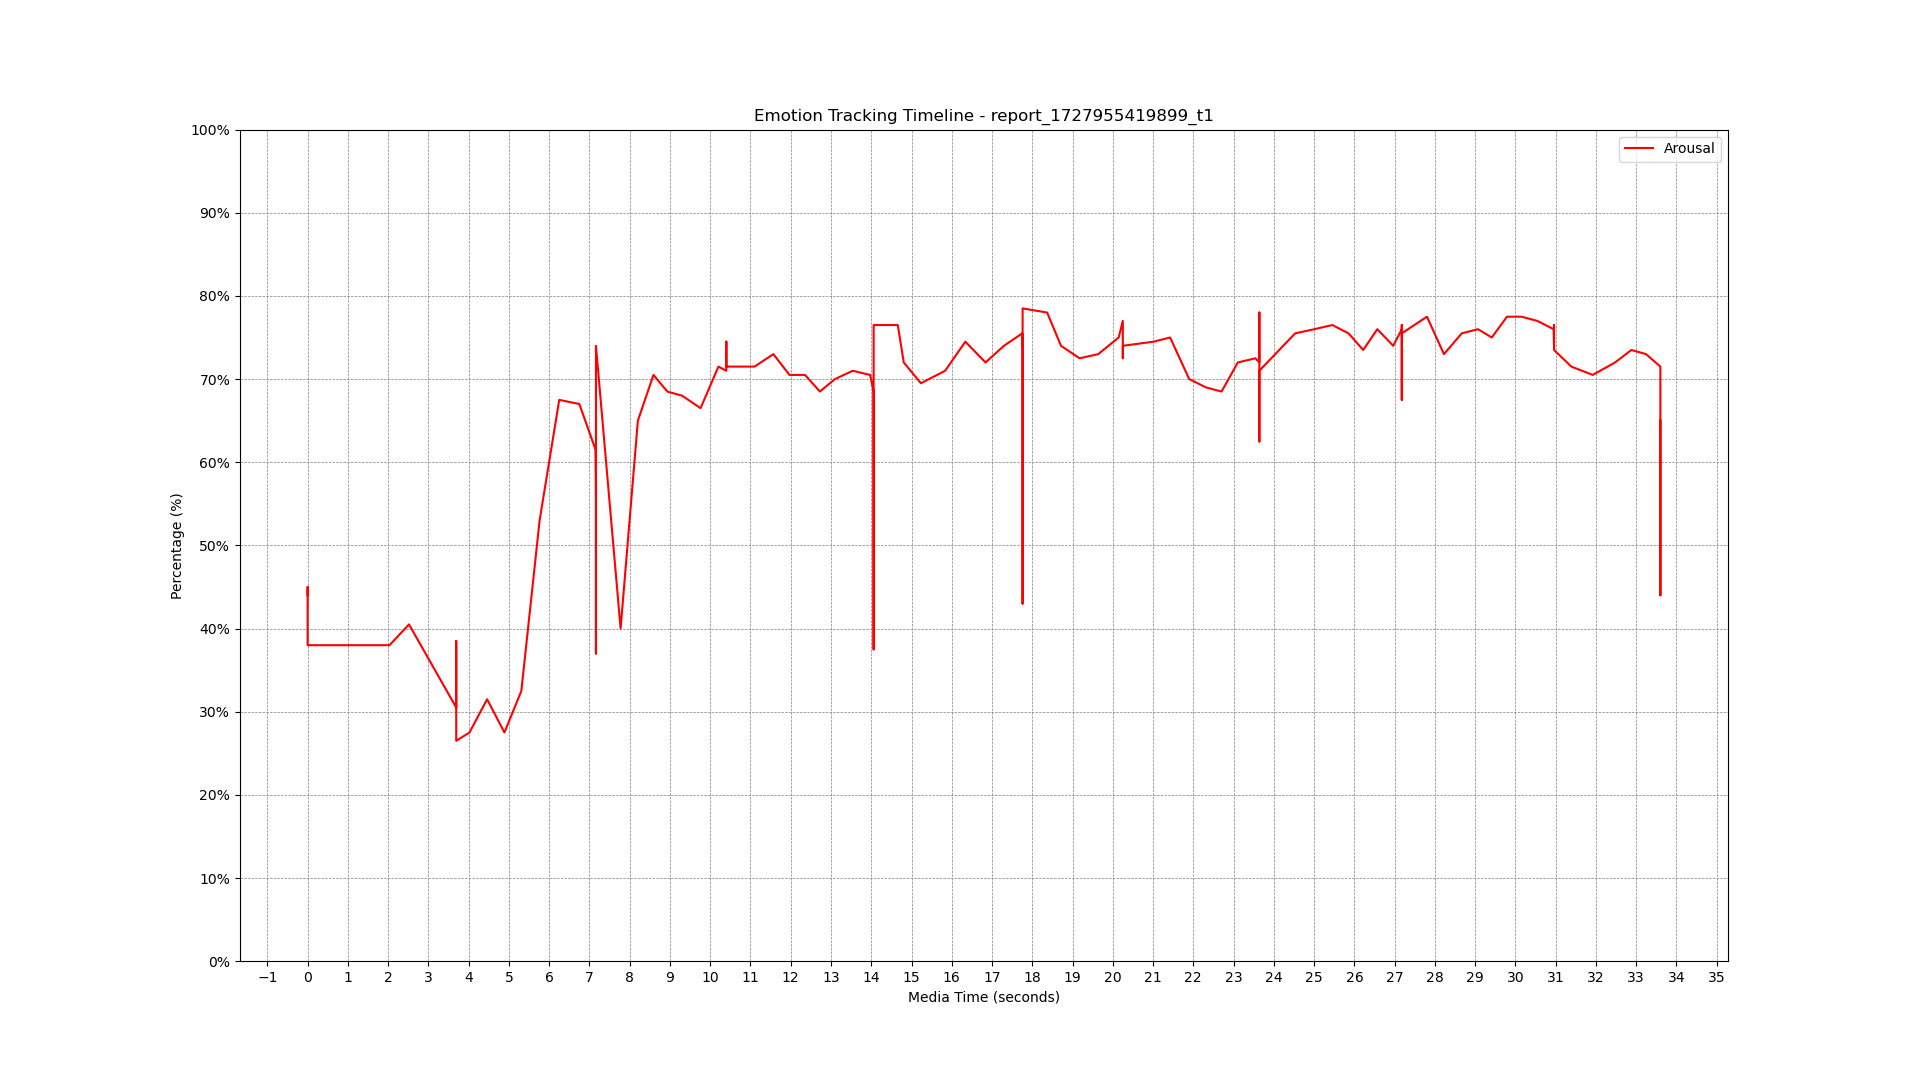 Emotion Tracking Timeline - report_1727955419899_t1
Arousal
100%
90%
80%
70%
60%
50%
40%
30%
20%
10%
0%
Percentage (%)
−1 0 1 2 3 4 5 6 7 8 9 10 11 12 13 14 15 16 17 18 19 20 21 22 23 24 25 26 27 28 29 30 31 32 33 34 35
Media Time (seconds)